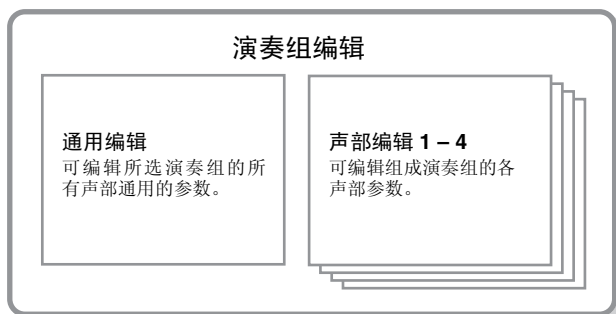 演奏组编辑
通用编辑
可编辑所选演奏组的所
有声部通用的参数。
声部编辑 1 – 4
可编辑组成演奏组的各
声部参数。